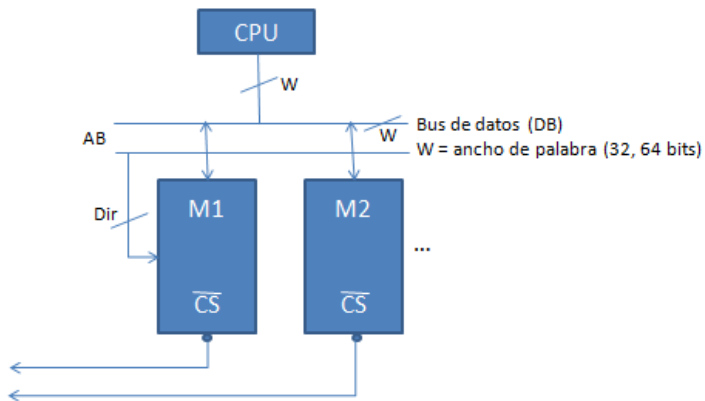 CPU
W
Bus de datos (DB)
W
AB
W = ancho de palabra (32, 64 bits)
M1
M2
Dir
...
CS
CS